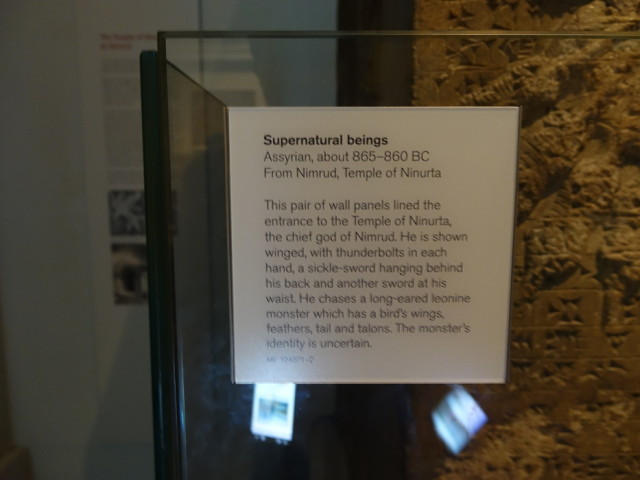 Supernatural beings
Assyrian, about 865–860 BC
From Nimrud, Temple of Ninurta
This pair of wall panels lined the
entrance to the Temple of Ninurta,
the chief god of Nimrud. He is shown
winged, with thunderbolts in each
hand, a sickle-sword hanging behind
his back and another sword at his
waist. He chases a long-eared leonine
monster which has a bird's wings,
feathers, tail and talons. The monster's
identity is uncertain.